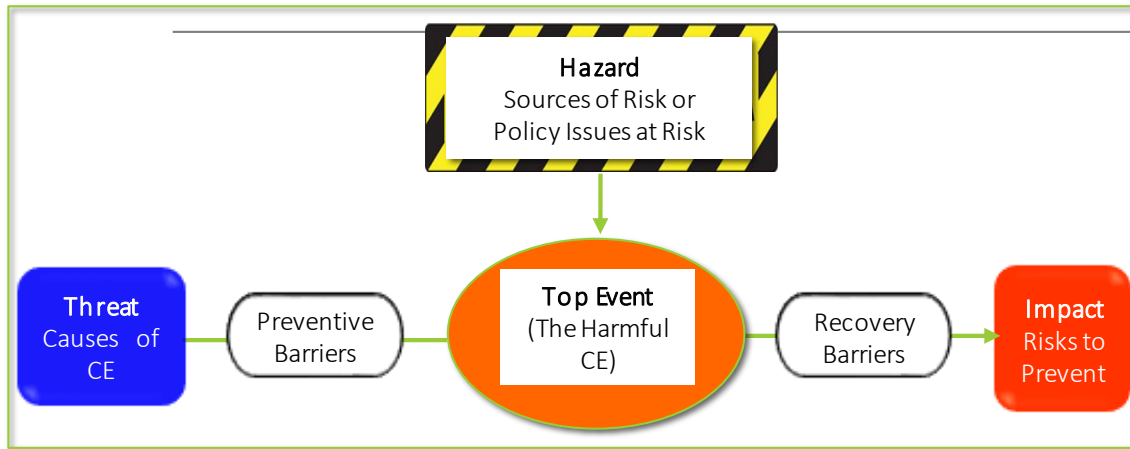 Hazard
Sources of Risk or
Policy Issues at Risk
Threat
Causes of
CE
Preventive
Barriers
Top Event
(The Harmful
CE)
Recovery
Barriers
Impact
Risks to
Prevent